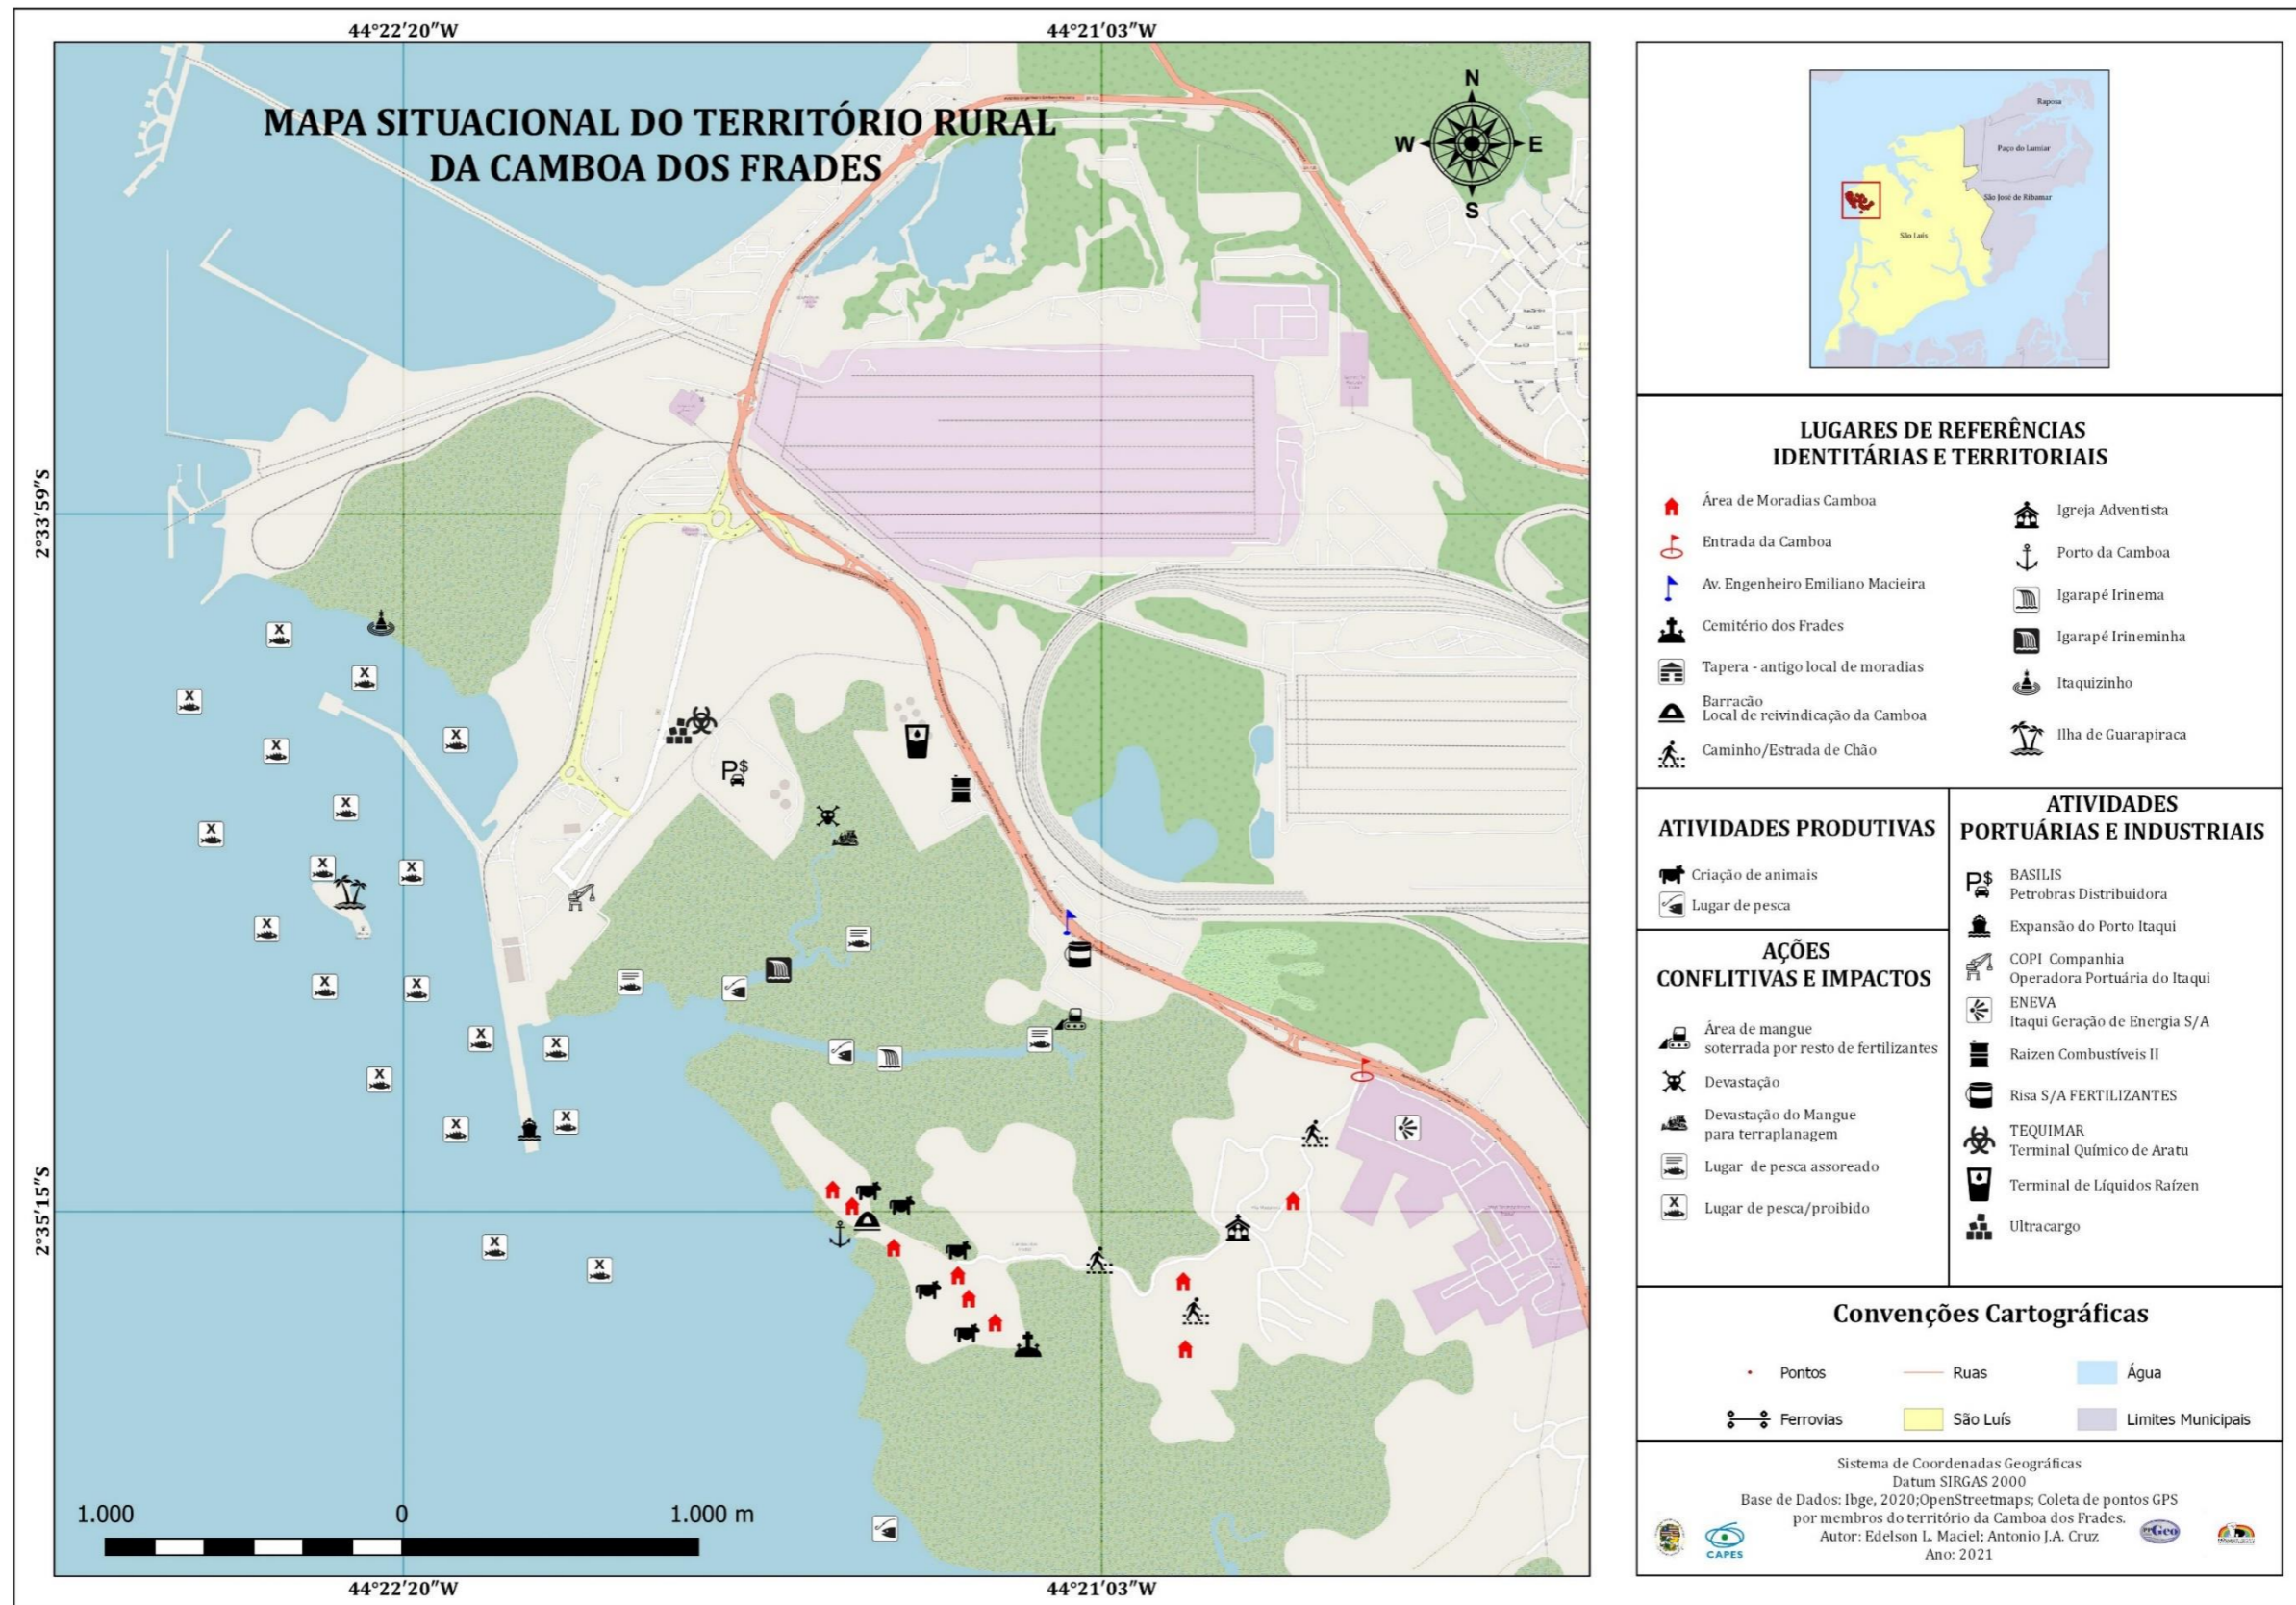 44°22′20″W
44°21′03″W
MAPA SITUACIONAL DO TERRITÓRIO RURAL
DA CAMBOA DOS FRADES
N
W
E
S
2°33′59″S
2°35′15″S
P$
1.000
0
1.000 m
44°22′20″W
44°21′03″W
Raposa
Paço do Lumiar
São José de Ribamar
São Luís
LUGARES DE REFERÊNCIAS
IDENTITÁRIAS E TERRITORIAIS
Área de Moradias Camboa
Entrada da Camboa
Av. Engenheiro Emiliano Macieira
Cemitério dos Frades
Tapera - antigo local de moradias
Barracão
Local de reivindicação da Camboa
Caminho/Estrada de Chão
Igreja Adventista
Porto da Camboa
Igarapé Irinema
Igarapé Irineminha
Itaquizinho
Ilha de Guarapiraca
ATIVIDADES PRODUTIVAS
Criação de animais
Lugar de pesca
AÇÕES
CONFLITIVAS E IMPACTOS
Área de mangue
soterrada por resto de fertilizantes
Devastação
Devastação do Mangue
para terraplanagem
Lugar de pesca assoreado
X
Lugar de pesca/proibido
ATIVIDADES
PORTUÁRIAS E INDUSTRIAIS
P$
BASILIS
Petrobras Distribuidora
Expansão do Porto Itaqui
COPI Companhia
Operadora Portuária do Itaqui
ENEVA
Itaqui Geração de Energia S/A
Raizen Combustíveis II
Risa S/A FERTILIZANTES
TEQUIMAR
Terminal Químico de Aratu
Terminal de Líquidos Raízen
Ultracargo
Convenções Cartográficas
Pontos
Ruas
Água
Ferrovias
São Luís
Limites Municipais
Sistema de Coordenadas Geográficas
Datum SIRGAS 2000
Base de Dados: Ibge, 2020;OpenStreetmaps; Coleta de pontos GPS
por membros do território da Camboa dos Frades.
Autor: Edelson L. Maciel; Antonio J.A. Cruz
Ano: 2021
CAPES
PPGeo